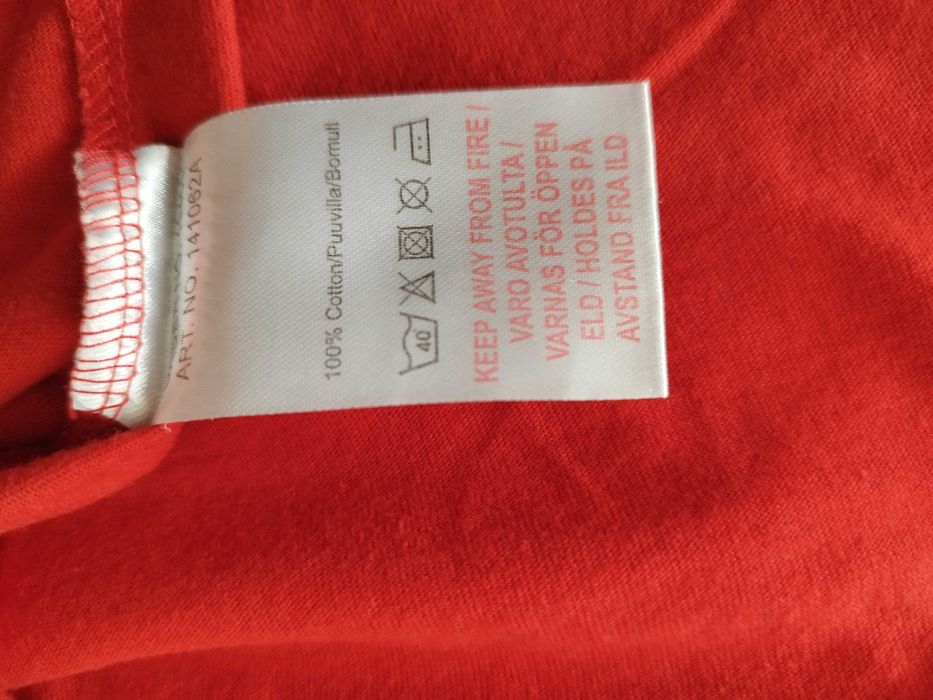 ART. NO. 141062A
100% Cotton/Puuvilla/Bomull
40°
KEEP AWAY FROM FIRE /
VARO AVOTULTA /
VARNAS FÖR ÖPPEN
ELD / HOLDES PÅ
AVSTAND FRA ILD